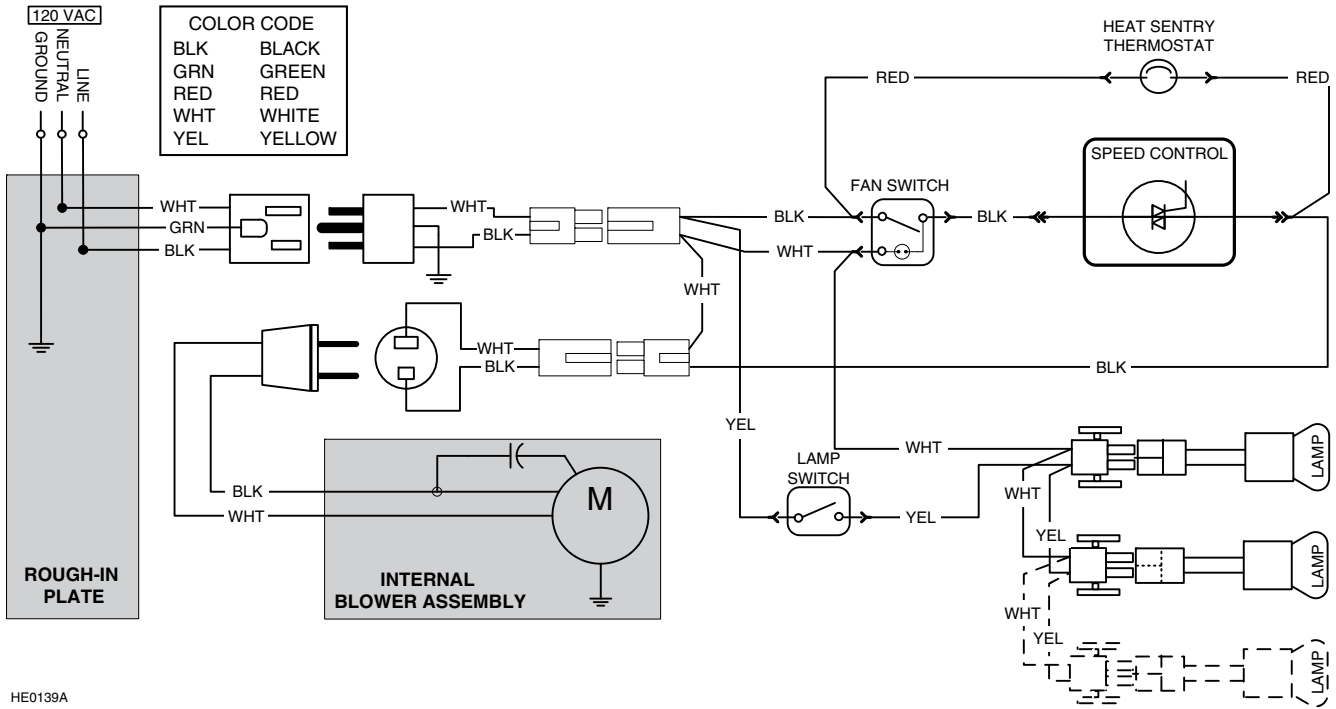 120 VAC
GROUND
NEUTRAL
LINE
COLOR CODE
BLK BLACK
GRN GREEN
RED RED
WHT WHITE
YEL YELLOW
HEAT SENTRY
THERMOSTAT
RED
RED
SPEED CONTROL
FAN SWITCH
WHT
GRN
BLK
WHT
BLK
BLK
WHT
BLK
WHT
WHT
BLK
BLK
YEL
LAMP
SWITCH
YEL
WHT
WHT
YEL
LAMP
WHT
YEL
LAMP
LAMP
BLK
WHT
M
INTERNAL
BLOWER ASSEMBLY
ROUGH-IN
PLATE
HE0139A